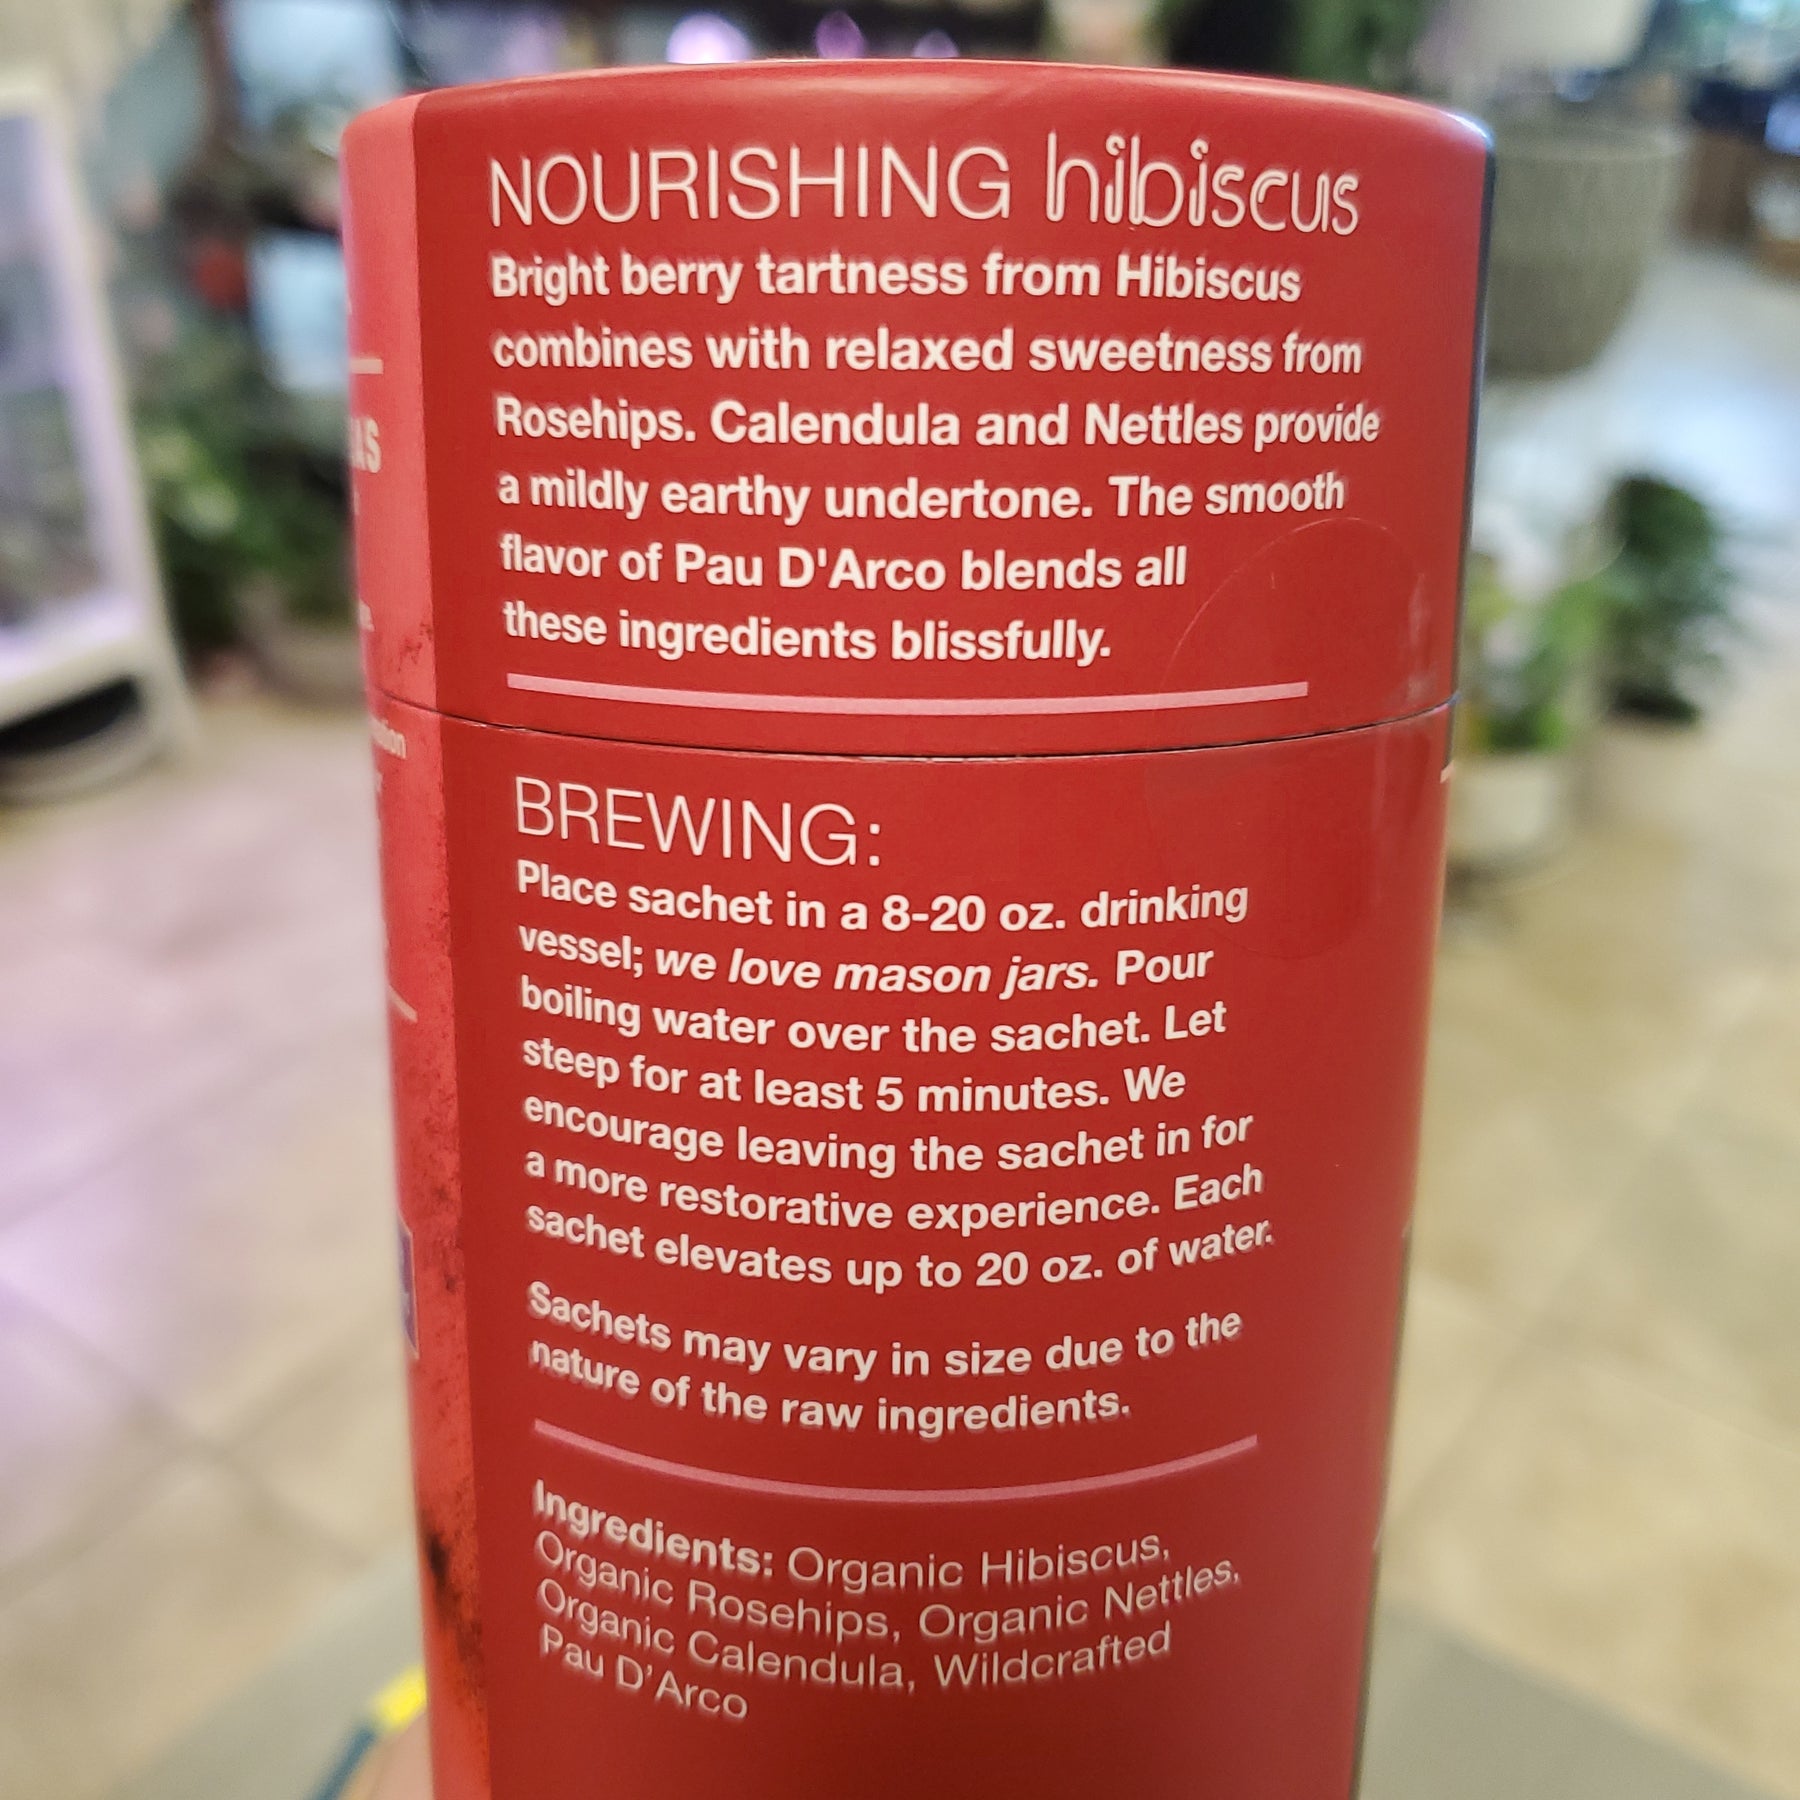 NOURISHING hibiscus
Bright berry tartness from Hibiscus
combines with relaxed sweetness from
Rosehips. Calendula and Nettles provide
a mildly earthy undertone. The smooth
flavor of Pau D'Arco blends all
these ingredients blissfully.
BREWING:
Place sachet in a 8-20 oz. drinking
vessel; we love mason jars. Pour
boiling water over the sachet. Let
steep for at least 5 minutes. We
encourage leaving the sachet in for
a more restorative experience. Each
sachet elevates up to 20 oz. of water.
Sachets may vary in size due to the
nature of the raw ingredients.
Ingredients: Organic Hibiscus,
Organic Rosehips, Organic Nettles,
Organic Calendula, Wildcrafted
Pau D'Arco